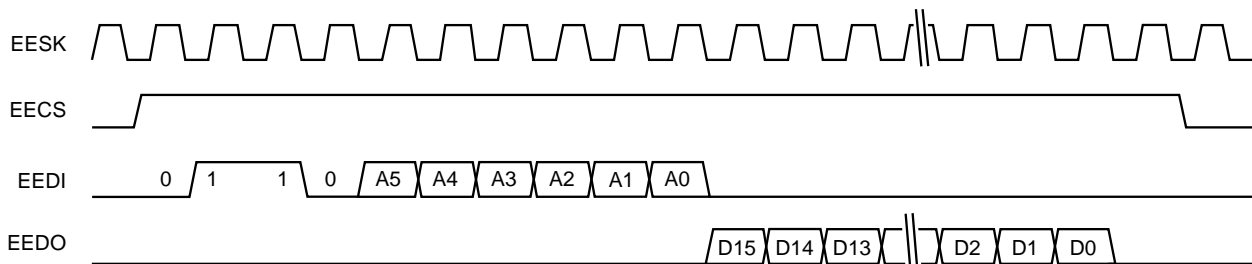 EESK
EECS
EEDI 0 1 1 0 A5 A4 A3 A2 A1 A0
EEDO D15 D14 D13 D2 D1 D0